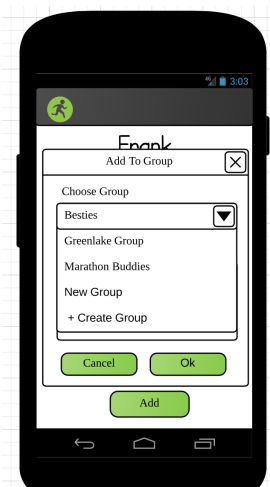 3:03
Frank
Add To Group
Choose Group
Besties
Greenlake Group
Marathon Buddies
New Group
+ Create Group
Cancel Ok
Add